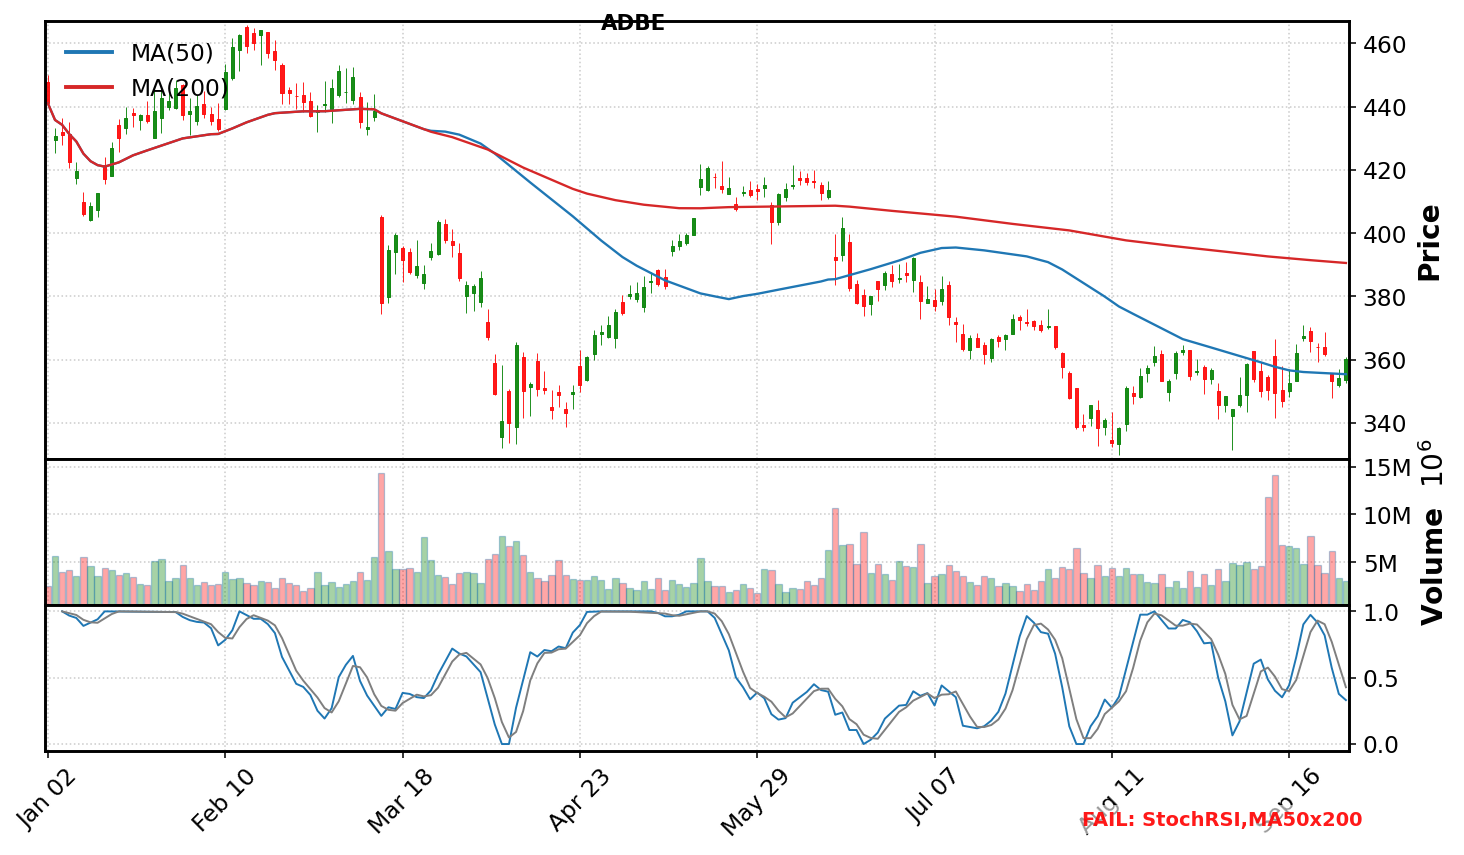 ADBE
MA(50)
MA(200)
460
440
420
400
380
360
340
Price
15M
10M
5M
Volume 10^6
1.0
0.5
0.0
Jan 02
Feb 10
Mar 18
Apr 23
May 29
Jul 07
Aug 11
Sep 16
FAIL: StochRSI,MA50x200